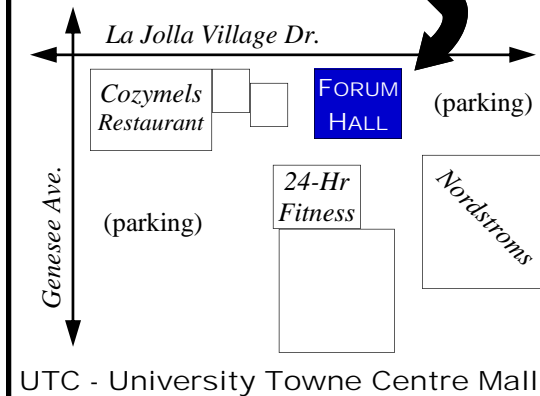 La Jolla Village Dr.
Cozymels
Restaurant
FORUM
HALL
(parking)
24-Hr
Fitness
Nordstroms
(parking)
Genesee Ave.
UTC - University Towne Centre Mall